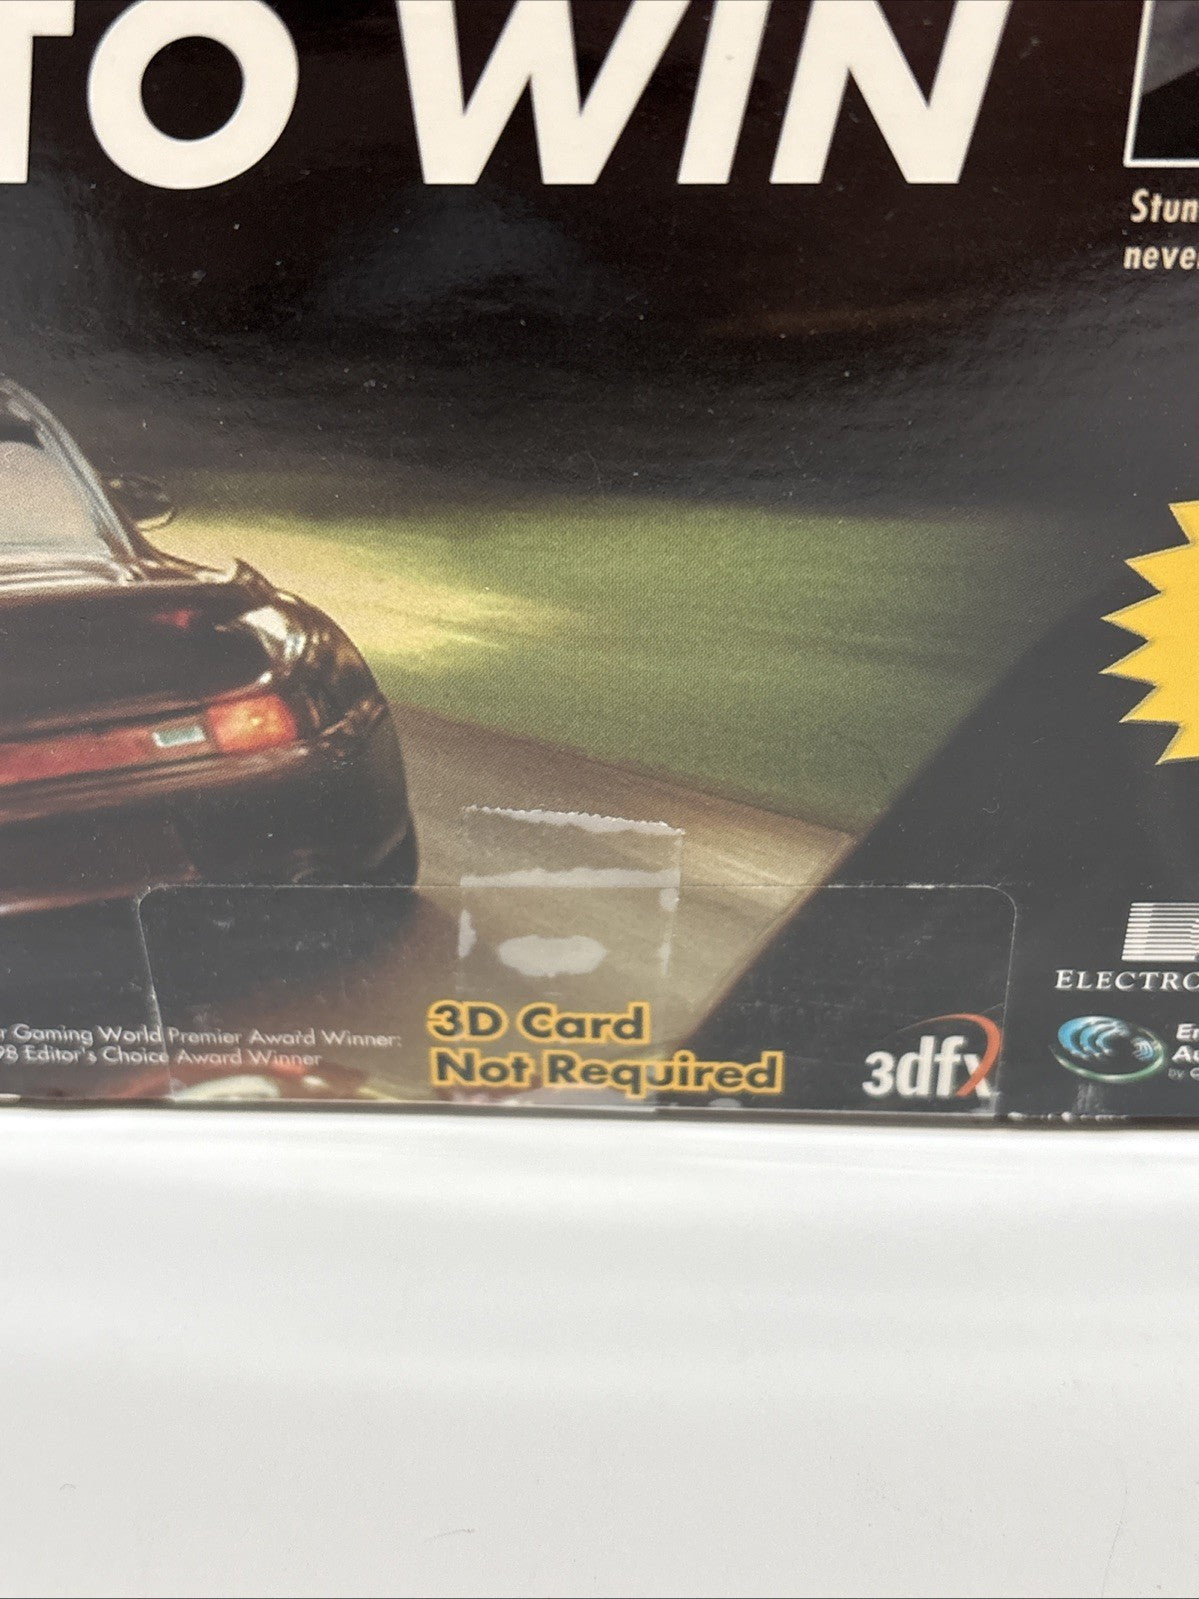 TO WIN
Stun
neve
ELECTRO
r Gaming World Premier Award Winner:
98 Editor's Choice Award Winner
3D Card
Not Required
3dfx
by